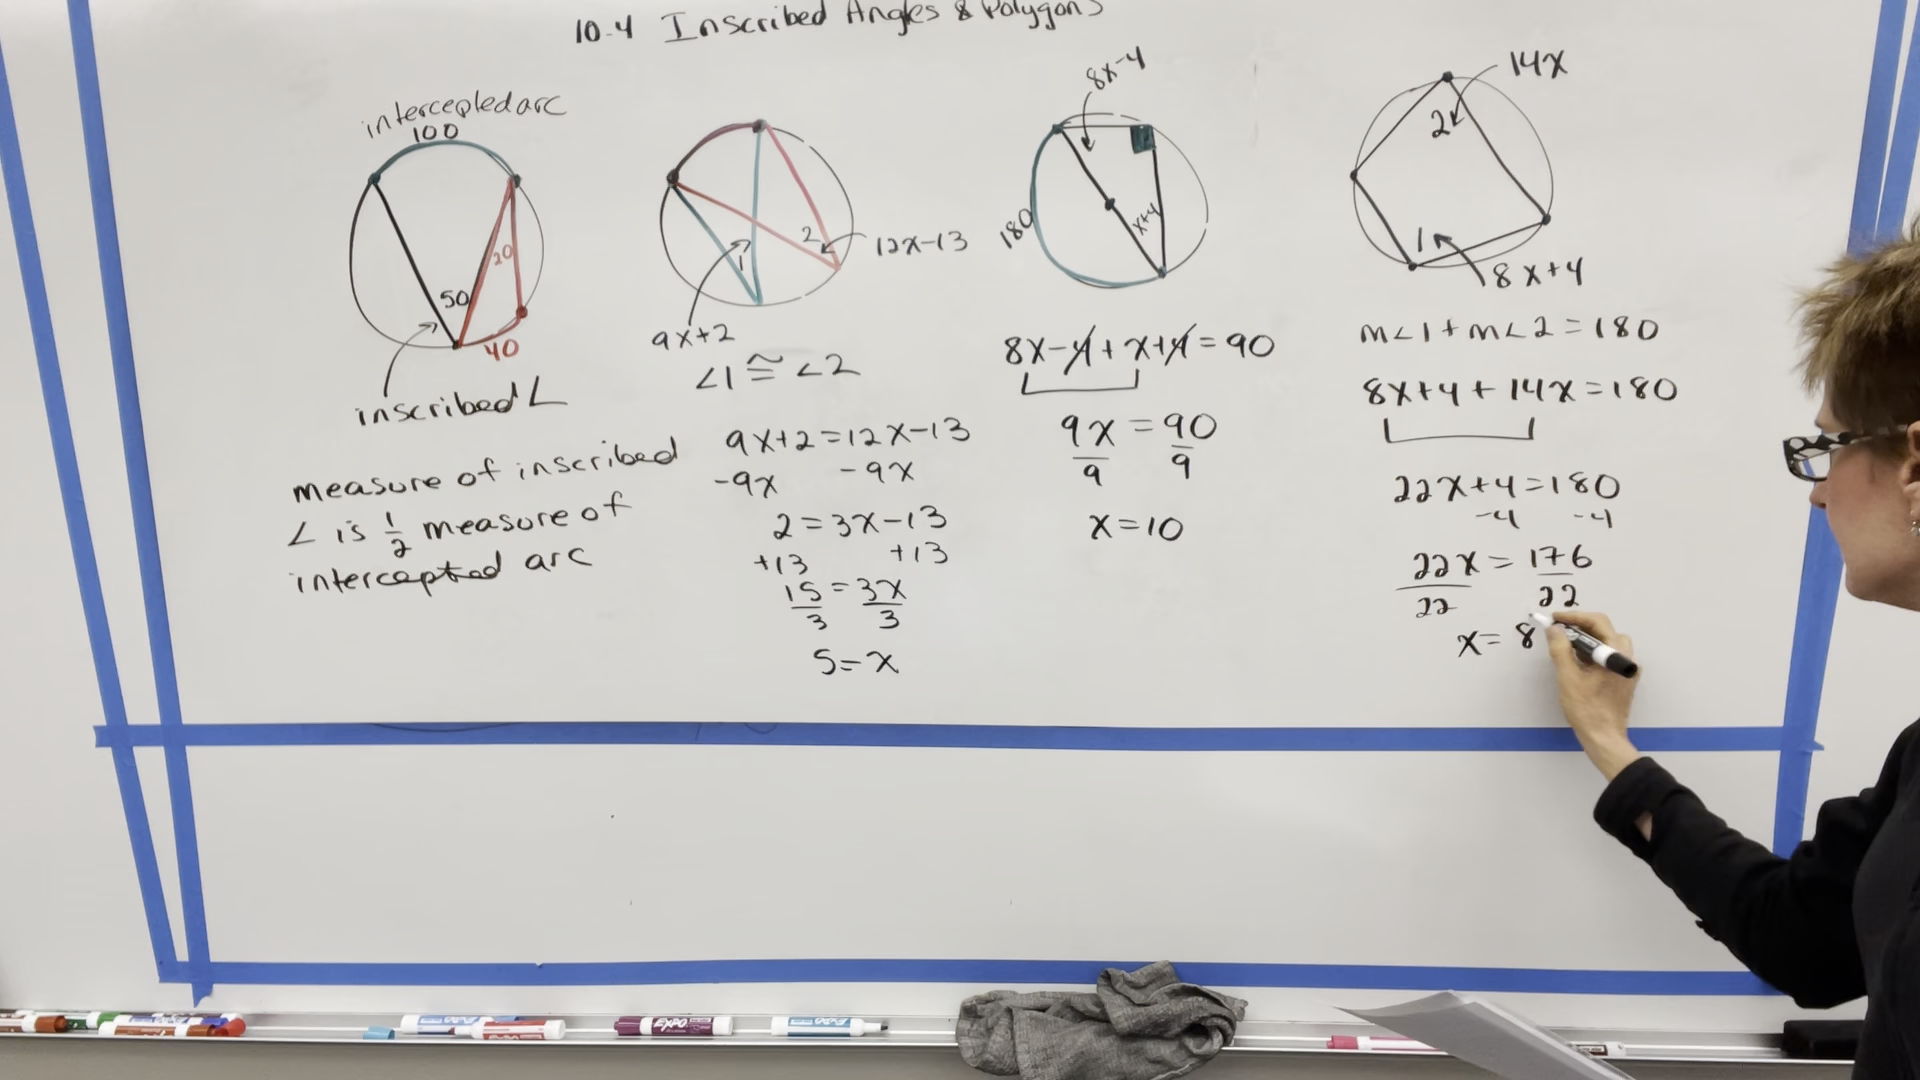 10.4 Inscribed Angles & Polygons
intercepted arc
100
50
20
40
inscribed ∠
measure of inscribed
∠ is 1/2 measure of
intercepted arc
1
2
12x-13
9x+2
∠1 ≅ ∠2
9x+2=12x-13
-9x -9x
2=3x-13
+13 +13
15/3=3x/3
5=x
8x-4
180
x+4
8x-4+x+4=90
9x/9=90/9
x=10
14x
2
1
8x+4
m∠1+m∠2=180
8x+4+14x=180
22x+4=180
-4 -4
22x/22=176/22
x=8
EXPO